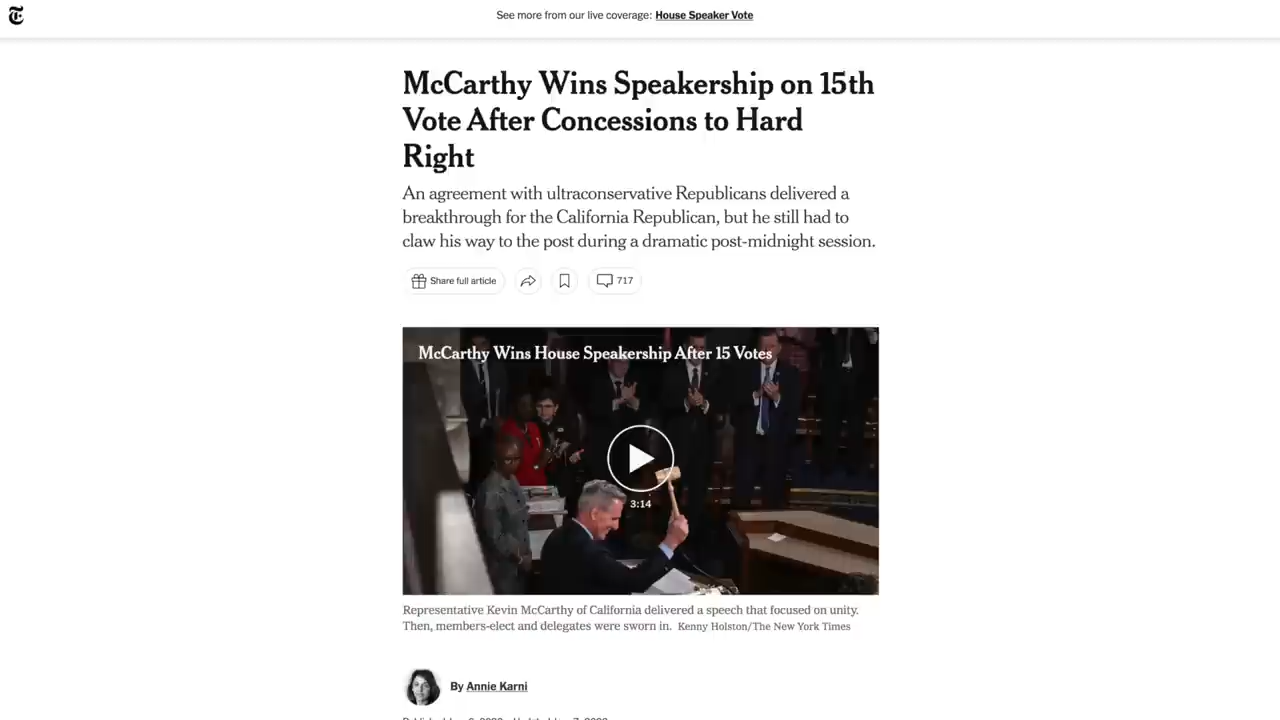 See more from our live coverage: House Speaker Vote
McCarthy Wins Speakership on 15th
Vote After Concessions to Hard
Right
An agreement with ultraconservative Republicans delivered a
breakthrough for the California Republican, but he still had to
claw his way to the post during a dramatic post-midnight session.
Share full article
717
McCarthy Wins House Speakership After 15 Votes
3:14
Representative Kevin McCarthy of California delivered a speech that focused on unity.
Then, members-elect and delegates were sworn in. Kenny Holston/The New York Times
By Annie Karni